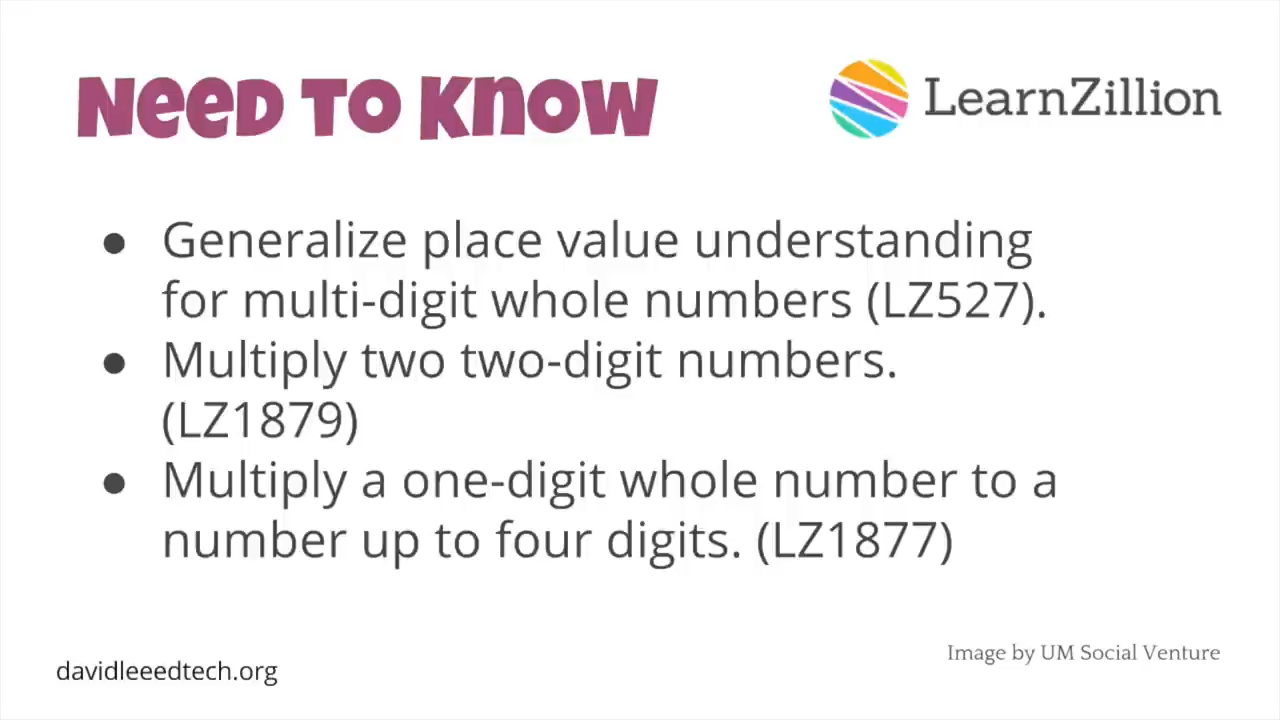 Need to Know
LearnZillion
● Generalize place value understanding
for multi-digit whole numbers (LZ527).
● Multiply two two-digit numbers.
(LZ1879)
● Multiply a one-digit whole number to a
number up to four digits. (LZ1877)
Image by UM Social Venture
davidleeedtech.org